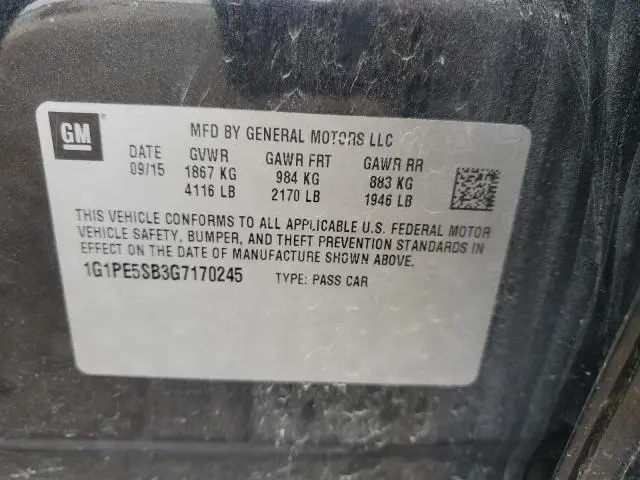 GM
MFD BY GENERAL MOTORS LLC
DATE GVWR GAWR FRT GAWR RR
09/15 1867 KG 984 KG 883 KG
4116 LB 2170 LB 1946 LB
THIS VEHICLE CONFORMS TO ALL APPLICABLE U.S. FEDERAL MOTOR
VEHICLE SAFETY, BUMPER, AND THEFT PREVENTION STANDARDS IN
EFFECT ON THE DATE OF MANUFACTURE SHOWN ABOVE.
1G1PE5SB3G7170245 TYPE: PASS CAR